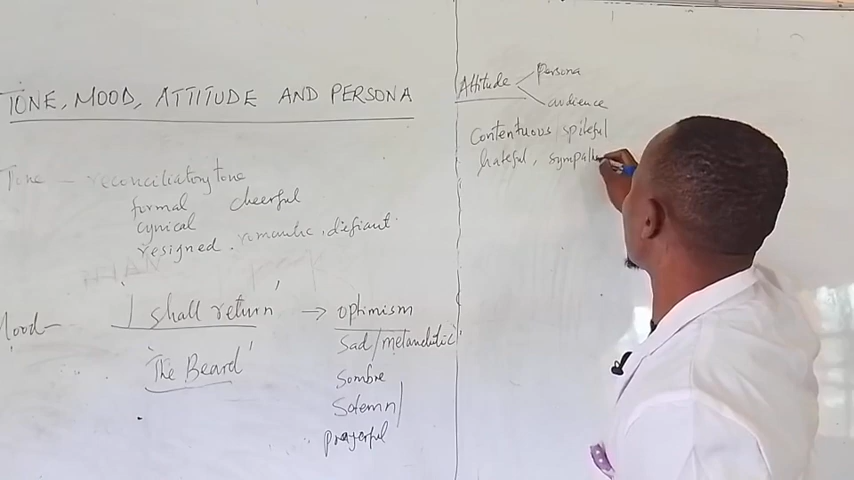 TONE, MOOD, ATTITUDE AND PERSONA
Tone - reconciliatory tone
formal cheerful
cynical
resigned. romantic, defiant.
Mood- 'I shall return' → optimism
'The Beard' sad/melancholic
Sombre
Solemn/
prayerful
Attitude persona
audience
Contentuous spiteful
hateful, sympath